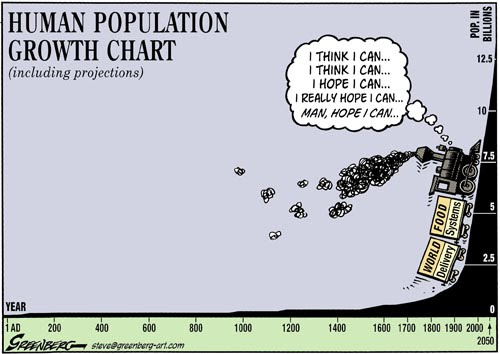 HUMAN POPULATION
GROWTH CHART
(including projections)
POP. IN
BILLIONS
I THINK I CAN...
I THINK I CAN...
I HOPE I CAN...
I REALLY HOPE I CAN...
MAN, HOPE I CAN...
12.5
10
7.5
5
2.5
0
FOOD
Systems
WORLD
Delivery
YEAR
1 AD 200 400 600 800 1000 1200 1400 1600 1700 1800 1900 2000
2050
GREENBERG- steve@greenberg-art.com